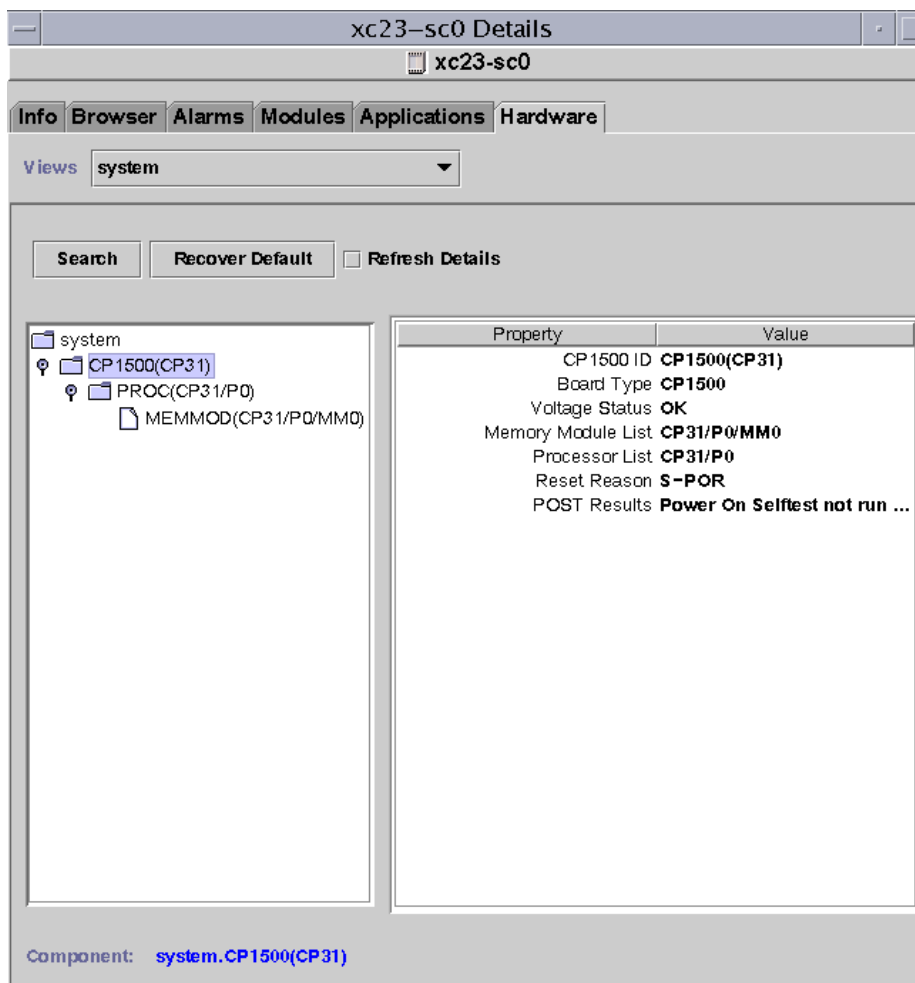 xc23–sc0 Details
xc23-sc0
Info Browser Alarms Modules Applications Hardware
Views system
Search Recover Default Refresh Details
system
CP1500(CP31)
PROC(CP31/P0)
MEMMOD(CP31/P0/MM0)
Property Value
CP1500 ID CP1500(CP31)
Board Type CP1500
Voltage Status OK
Memory Module List CP31/P0/MM0
Processor List CP31/P0
Reset Reason S-POR
POST Results Power On Selftest not run ...
Component: system.CP1500(CP31)